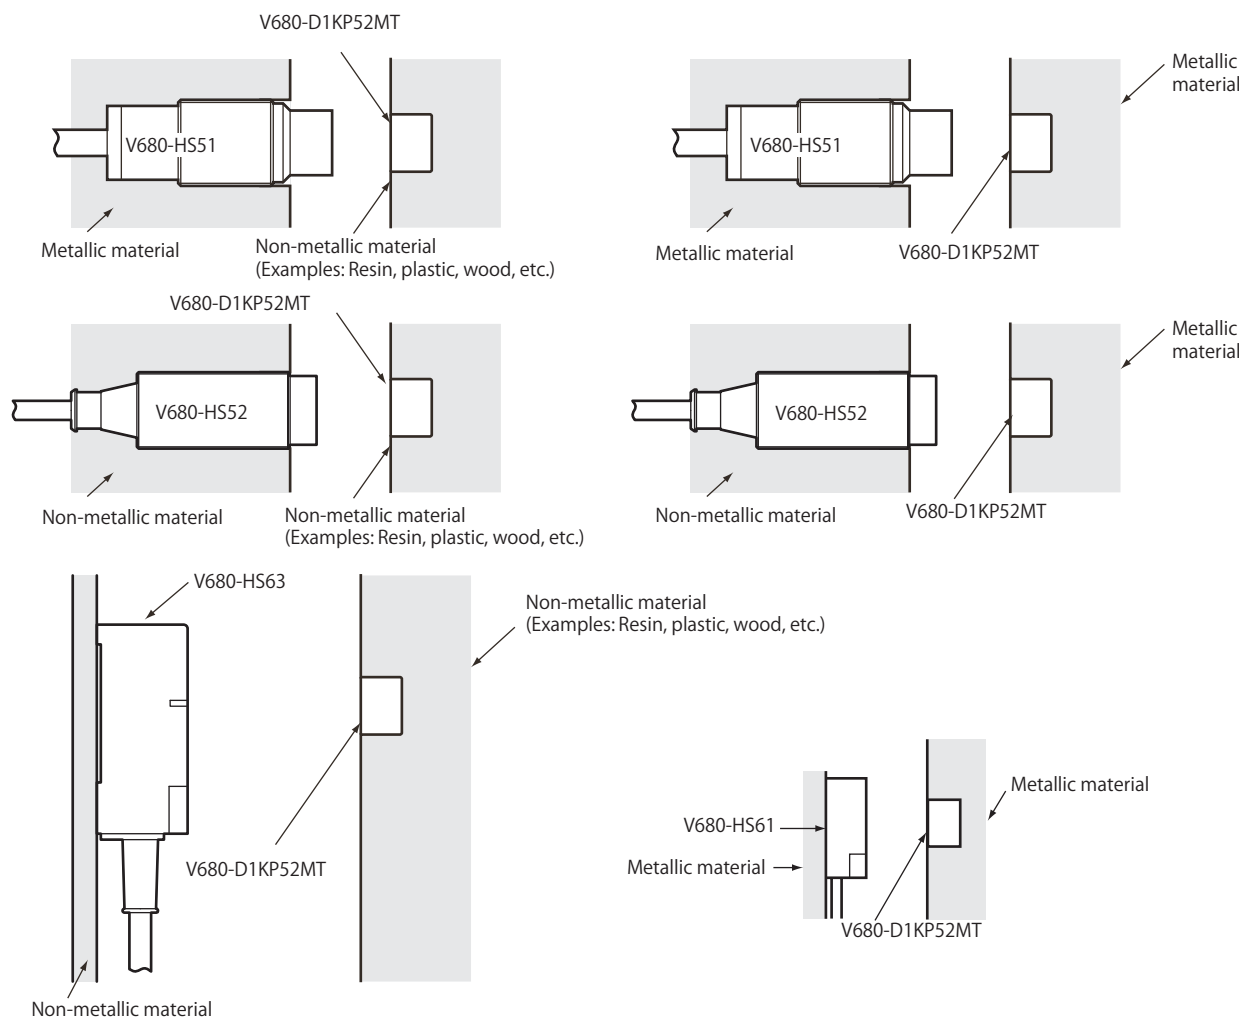 V680-D1KP52MT
V680-HS51
Metallic material
Non-metallic material
(Examples: Resin, plastic, wood, etc.)
Metallic
material
V680-HS51
Metallic material
V680-D1KP52MT
V680-D1KP52MT
V680-HS52
Non-metallic material
Non-metallic material
(Examples: Resin, plastic, wood, etc.)
Metallic
material
V680-HS52
Non-metallic material
V680-D1KP52MT
V680-HS63
Non-metallic material
(Examples: Resin, plastic, wood, etc.)
V680-D1KP52MT
Non-metallic material
Metallic material
V680-HS61
Metallic material
V680-D1KP52MT